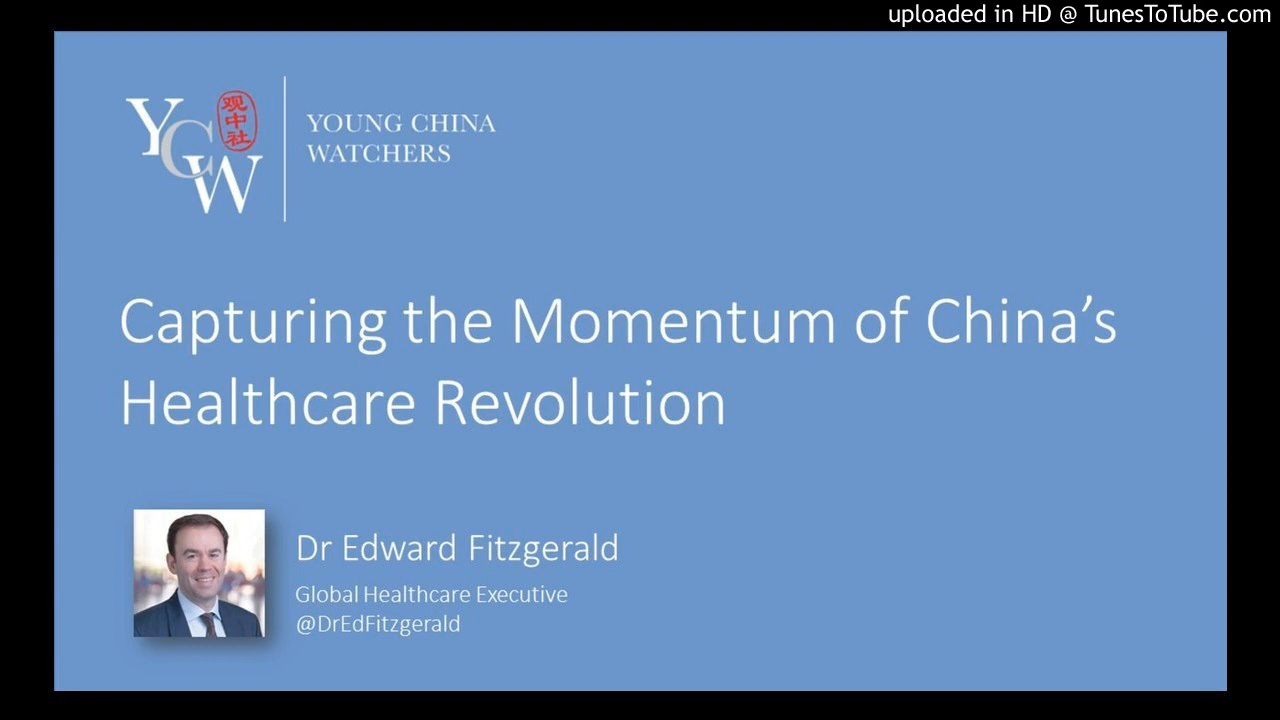 uploaded in HD @ TunesToTube.com
YCW
观中社
YOUNG CHINA
WATCHERS
Capturing the Momentum of China’s
Healthcare Revolution
Dr Edward Fitzgerald
Global Healthcare Executive
@DrEdFitzgerald